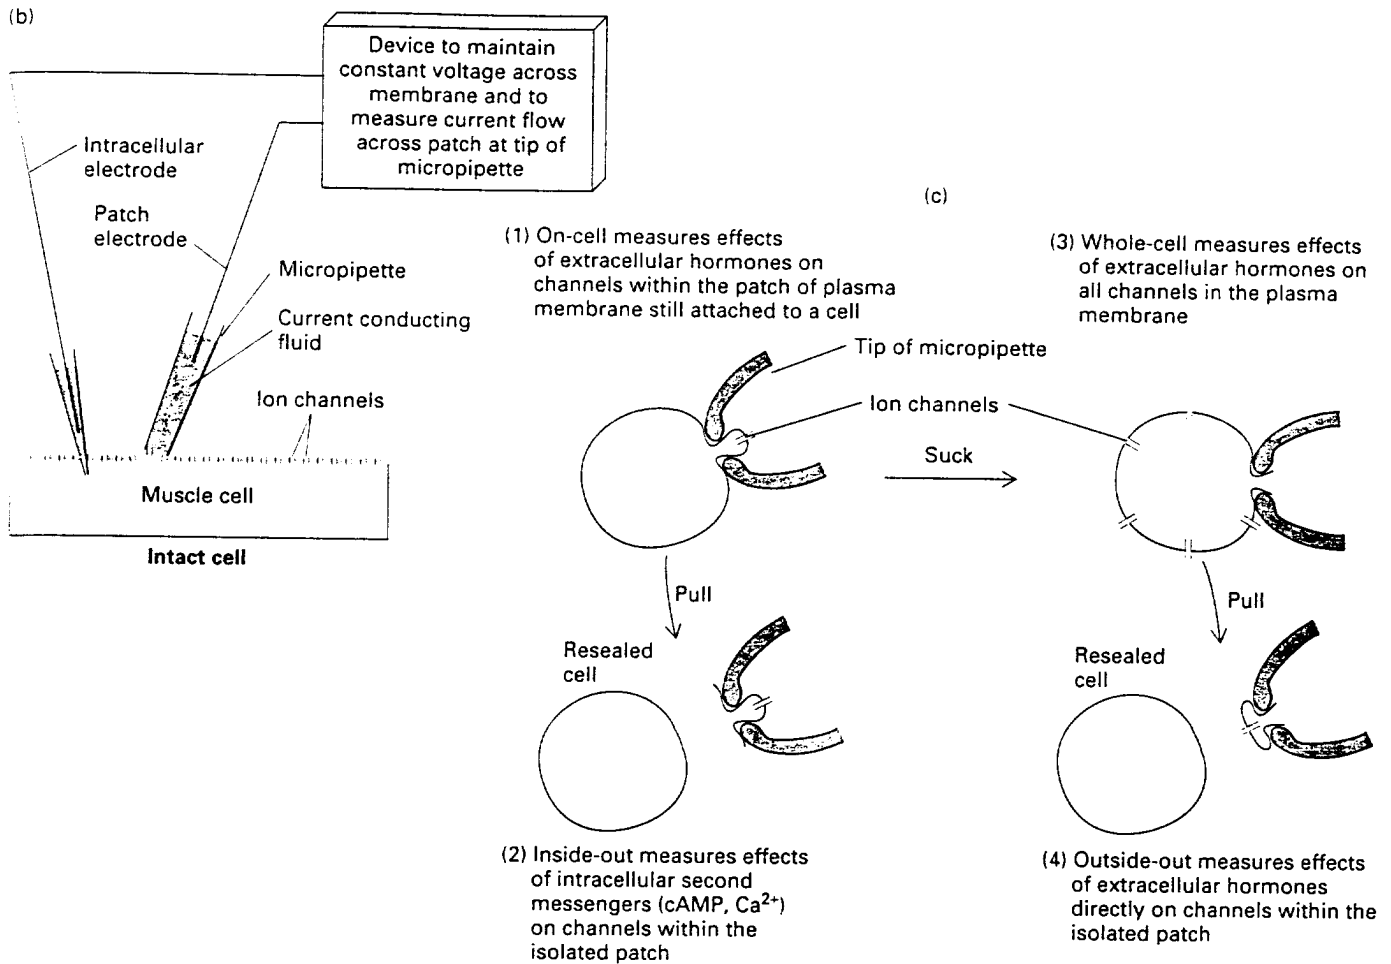 (b)
Device to maintain
constant voltage across
membrane and to
measure current flow
across patch at tip of
micropipette
Intracellular
electrode
Patch
electrode
Micropipette
Current conducting
fluid
Ion channels
Muscle cell
Intact cell
(c)
(1) On-cell measures effects
of extracellular hormones on
channels within the patch of plasma
membrane still attached to a cell
(3) Whole-cell measures effects
of extracellular hormones on
all channels in the plasma
membrane
Tip of micropipette
Ion channels
Suck
Pull
Pull
Resealed
cell
Resealed
cell
(2) Inside-out measures effects
of intracellular second
messengers (cAMP, Ca²⁺)
on channels within the
isolated patch
(4) Outside-out measures effects
of extracellular hormones
directly on channels within the
isolated patch